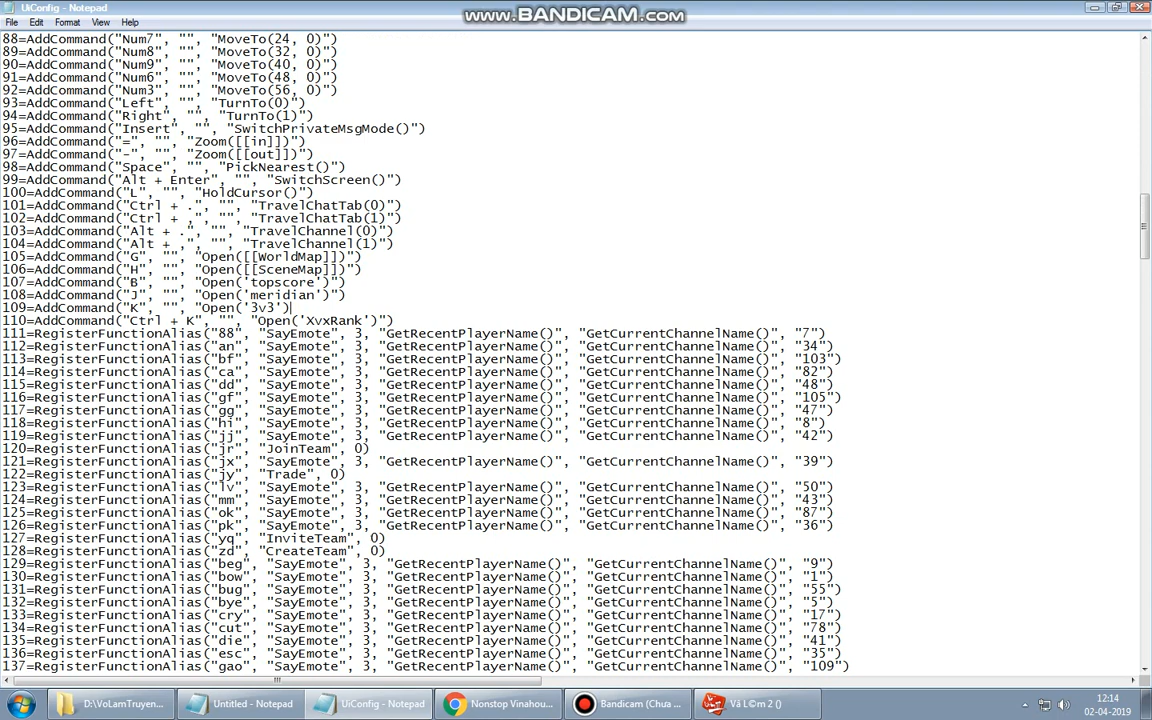 UiConfig - Notepad
www.BANDICAM.com
File Edit Format View Help
88=AddCommand("Num7", "", "MoveTo(24, 0)")
89=AddCommand("Num8", "", "MoveTo(32, 0)")
90=AddCommand("Num9", "", "MoveTo(40, 0)")
91=AddCommand("Num6", "", "MoveTo(48, 0)")
92=AddCommand("Num3", "", "MoveTo(56, 0)")
93=AddCommand("Left", "", "TurnTo(0)")
94=AddCommand("Right", "", "TurnTo(1)")
95=AddCommand("Insert", "", "SwitchPrivateMsgMode()")
96=AddCommand("=", "", "Zoom([[in]])")
97=AddCommand("-", "", "Zoom([[out]])")
98=AddCommand("Space", "", "PickNearest()")
99=AddCommand("Alt + Enter", "", "SwitchScreen()")
100=AddCommand("L", "", "HoldCursor()")
101=AddCommand("Ctrl + .", "", "TravelChatTab(0)")
102=AddCommand("Ctrl + ,", "", "TravelChatTab(1)")
103=AddCommand("Alt + .", "", "TravelChannel(0)")
104=AddCommand("Alt + ,", "", "TravelChannel(1)")
105=AddCommand("G", "", "Open([[WorldMap]])")
106=AddCommand("H", "", "Open([[SceneMap]])")
107=AddCommand("B", "", "Open('topscore')")
108=AddCommand("J", "", "Open('meridian')")
109=AddCommand("K", "", "Open('3v3')
110=AddCommand("Ctrl + K", "", "Open('XvxRank')")
111=RegisterFunctionAlias("88", "SayEmote", 3, "GetRecentPlayerName()", "GetCurrentChannelName()", "7")
112=RegisterFunctionAlias("an", "SayEmote", 3, "GetRecentPlayerName()", "GetCurrentChannelName()", "34")
113=RegisterFunctionAlias("bf", "SayEmote", 3, "GetRecentPlayerName()", "GetCurrentChannelName()", "103")
114=RegisterFunctionAlias("ca", "SayEmote", 3, "GetRecentPlayerName()", "GetCurrentChannelName()", "82")
115=RegisterFunctionAlias("dd", "SayEmote", 3, "GetRecentPlayerName()", "GetCurrentChannelName()", "48")
116=RegisterFunctionAlias("gf", "SayEmote", 3, "GetRecentPlayerName()", "GetCurrentChannelName()", "105")
117=RegisterFunctionAlias("gg", "SayEmote", 3, "GetRecentPlayerName()", "GetCurrentChannelName()", "47")
118=RegisterFunctionAlias("hi", "SayEmote", 3, "GetRecentPlayerName()", "GetCurrentChannelName()", "8")
119=RegisterFunctionAlias("jj", "SayEmote", 3, "GetRecentPlayerName()", "GetCurrentChannelName()", "42")
120=RegisterFunctionAlias("jr", "JoinTeam", 0)
121=RegisterFunctionAlias("jx", "SayEmote", 3, "GetRecentPlayerName()", "GetCurrentChannelName()", "39")
122=RegisterFunctionAlias("jy", "Trade", 0)
123=RegisterFunctionAlias("lv", "SayEmote", 3, "GetRecentPlayerName()", "GetCurrentChannelName()", "50")
124=RegisterFunctionAlias("mm", "SayEmote", 3, "GetRecentPlayerName()", "GetCurrentChannelName()", "43")
125=RegisterFunctionAlias("ok", "SayEmote", 3, "GetRecentPlayerName()", "GetCurrentChannelName()", "87")
126=RegisterFunctionAlias("pk", "SayEmote", 3, "GetRecentPlayerName()", "GetCurrentChannelName()", "36")
127=RegisterFunctionAlias("yq", "InviteTeam", 0)
128=RegisterFunctionAlias("zd", "CreateTeam", 0)
129=RegisterFunctionAlias("beg", "SayEmote", 3, "GetRecentPlayerName()", "GetCurrentChannelName()", "9")
130=RegisterFunctionAlias("bow", "SayEmote", 3, "GetRecentPlayerName()", "GetCurrentChannelName()", "1")
131=RegisterFunctionAlias("bug", "SayEmote", 3, "GetRecentPlayerName()", "GetCurrentChannelName()", "55")
132=RegisterFunctionAlias("bye", "SayEmote", 3, "GetRecentPlayerName()", "GetCurrentChannelName()", "5")
133=RegisterFunctionAlias("cry", "SayEmote", 3, "GetRecentPlayerName()", "GetCurrentChannelName()", "17")
134=RegisterFunctionAlias("cut", "SayEmote", 3, "GetRecentPlayerName()", "GetCurrentChannelName()", "78")
135=RegisterFunctionAlias("die", "SayEmote", 3, "GetRecentPlayerName()", "GetCurrentChannelName()", "41")
136=RegisterFunctionAlias("esc", "SayEmote", 3, "GetRecentPlayerName()", "GetCurrentChannelName()", "35")
137=RegisterFunctionAlias("gao", "SayEmote", 3, "GetRecentPlayerName()", "GetCurrentChannelName()", "109")
D:\VoLamTruyen... Untitled - Notepad UiConfig - Notepad Nonstop Vinahou... Bandicam (Chưa ... Vâ L©m 2 () 12:14
02-04-2019